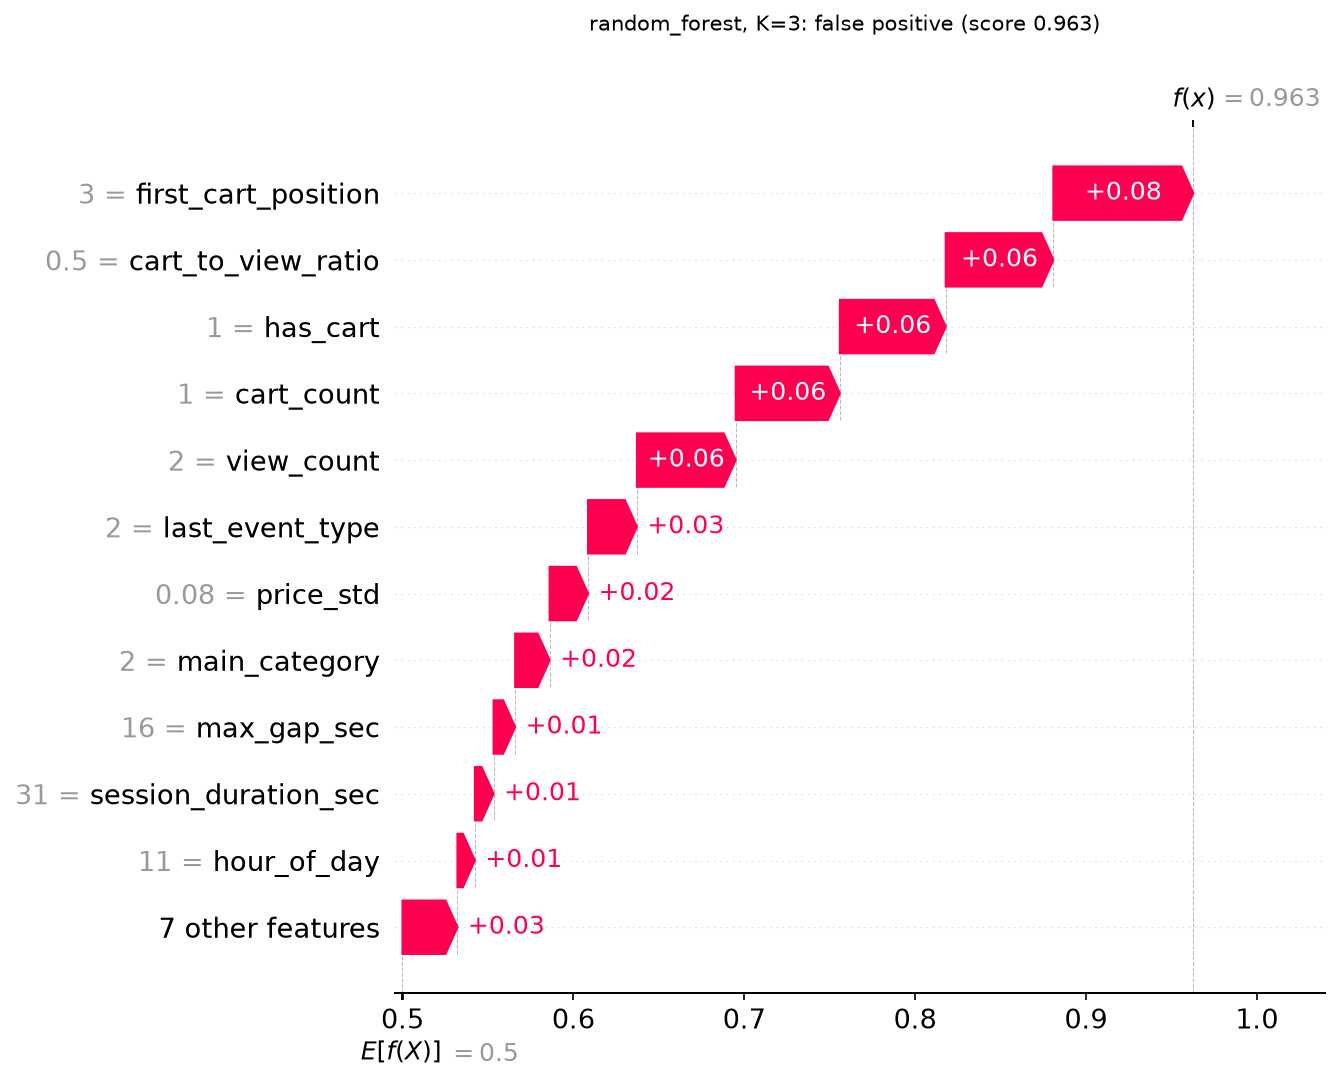 random_forest, K=3: false positive (score 0.963)
f(x) = 0.963
3 = first_cart_position +0.08
0.5 = cart_to_view_ratio +0.06
1 = has_cart +0.06
1 = cart_count +0.06
2 = view_count +0.06
2 = last_event_type +0.03
0.08 = price_std +0.02
2 = main_category +0.02
16 = max_gap_sec +0.01
31 = session_duration_sec +0.01
11 = hour_of_day +0.01
7 other features +0.03
0.5 0.6 0.7 0.8 0.9 1.0
E[f(X)] = 0.5